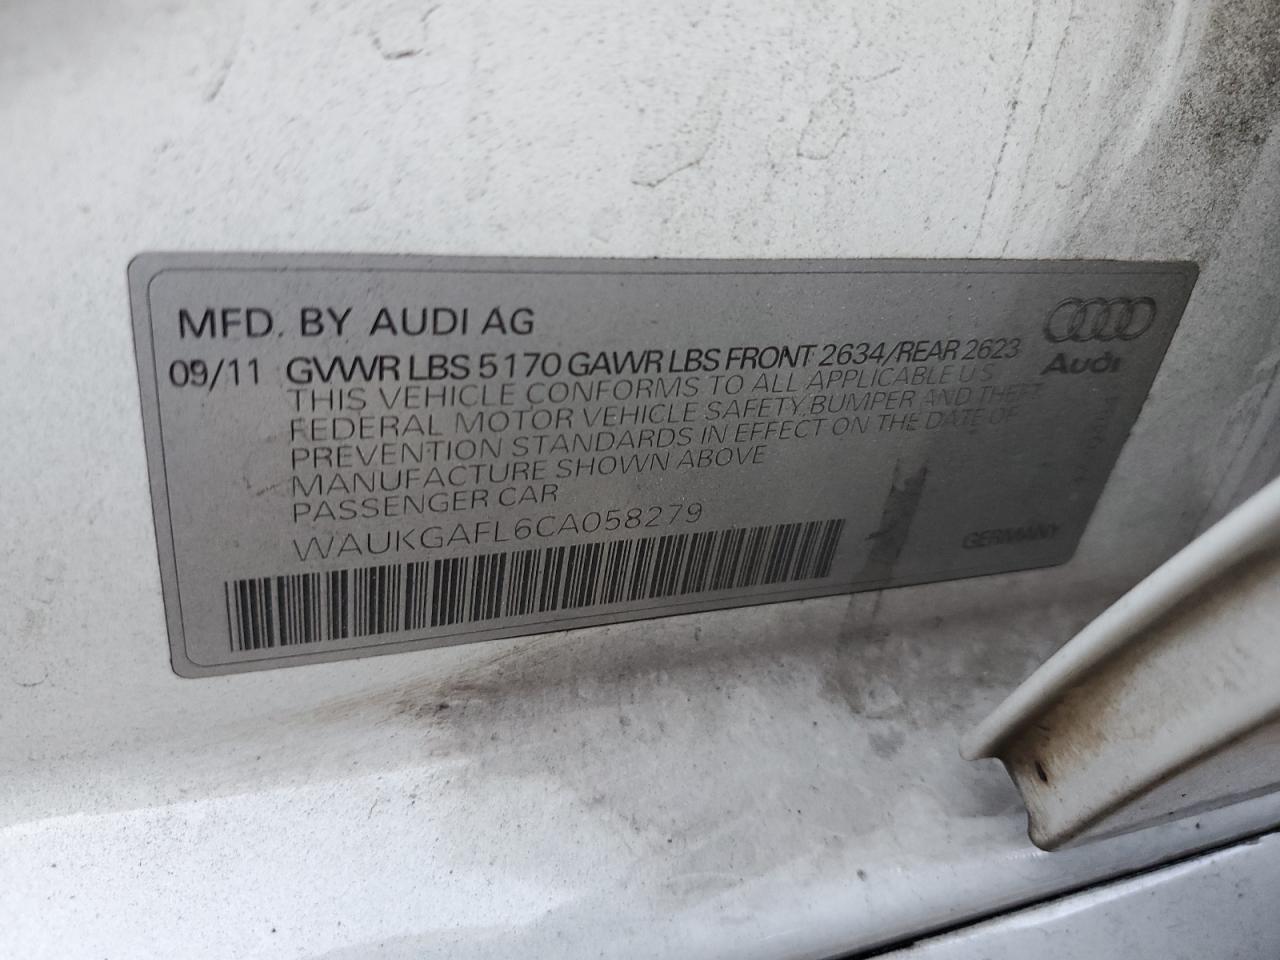 MFD. BY AUDI AG
09/11 GVWR LBS 5170 GAWR LBS FRONT 2634/REAR 2623
Audi
THIS VEHICLE CONFORMS TO ALL APPLICABLE U S
FEDERAL MOTOR VEHICLE SAFETY, BUMPER AND THEFT
PREVENTION STANDARDS IN EFFECT ON THE DATE OF
MANUFACTURE SHOWN ABOVE
PASSENGER CAR
WAUKGAFL6CA058279
GERMANY